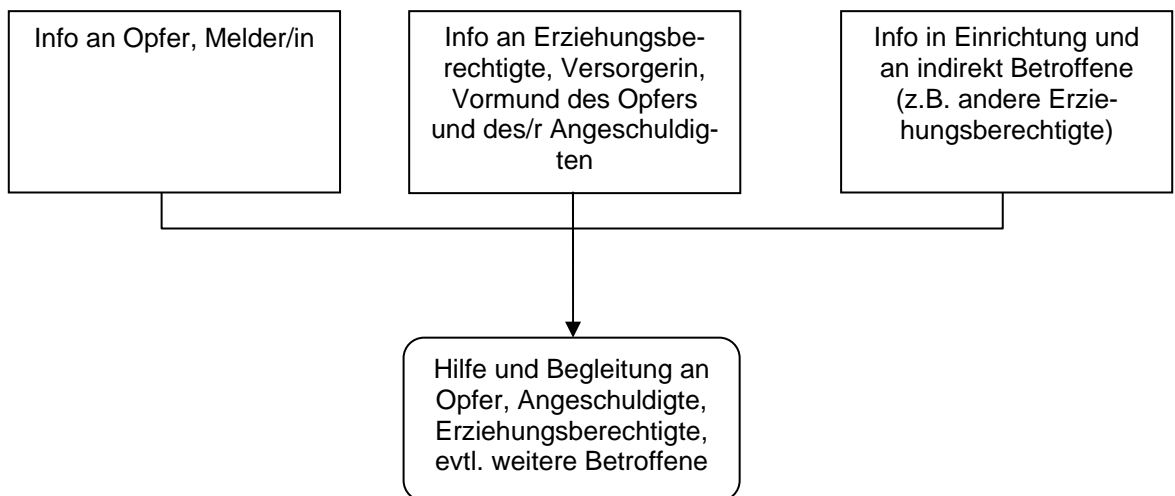 Info an Opfer, Melder/in
Info an Erziehungsbe-
rechtigte, Versorgerin,
Vormund des Opfers
und des/r Angeschuldig-
ten
Info in Einrichtung und
an indirekt Betroffene
(z.B. andere Erzie-
hungsberechtigte)
Hilfe und Begleitung an
Opfer, Angeschuldigte,
Erziehungsberechtigte,
evtl. weitere Betroffene